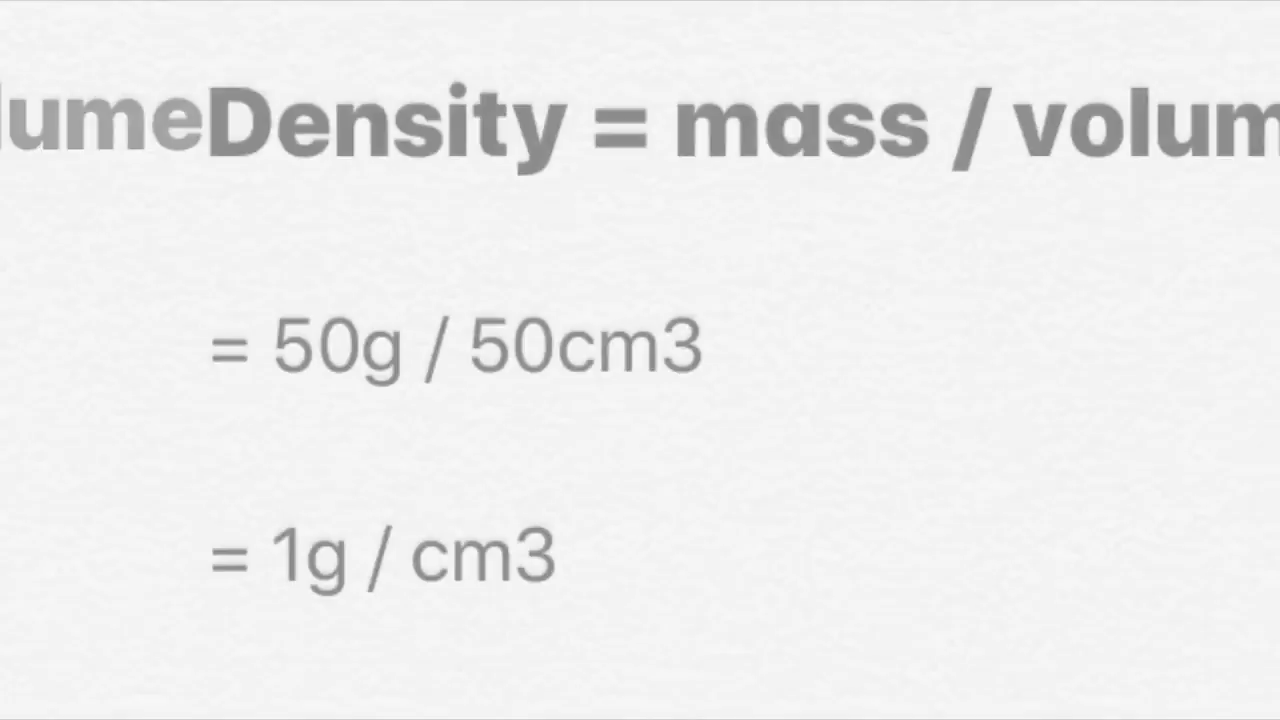 lumeDensity = mass / volum
= 50g / 50cm3
= 1g / cm3